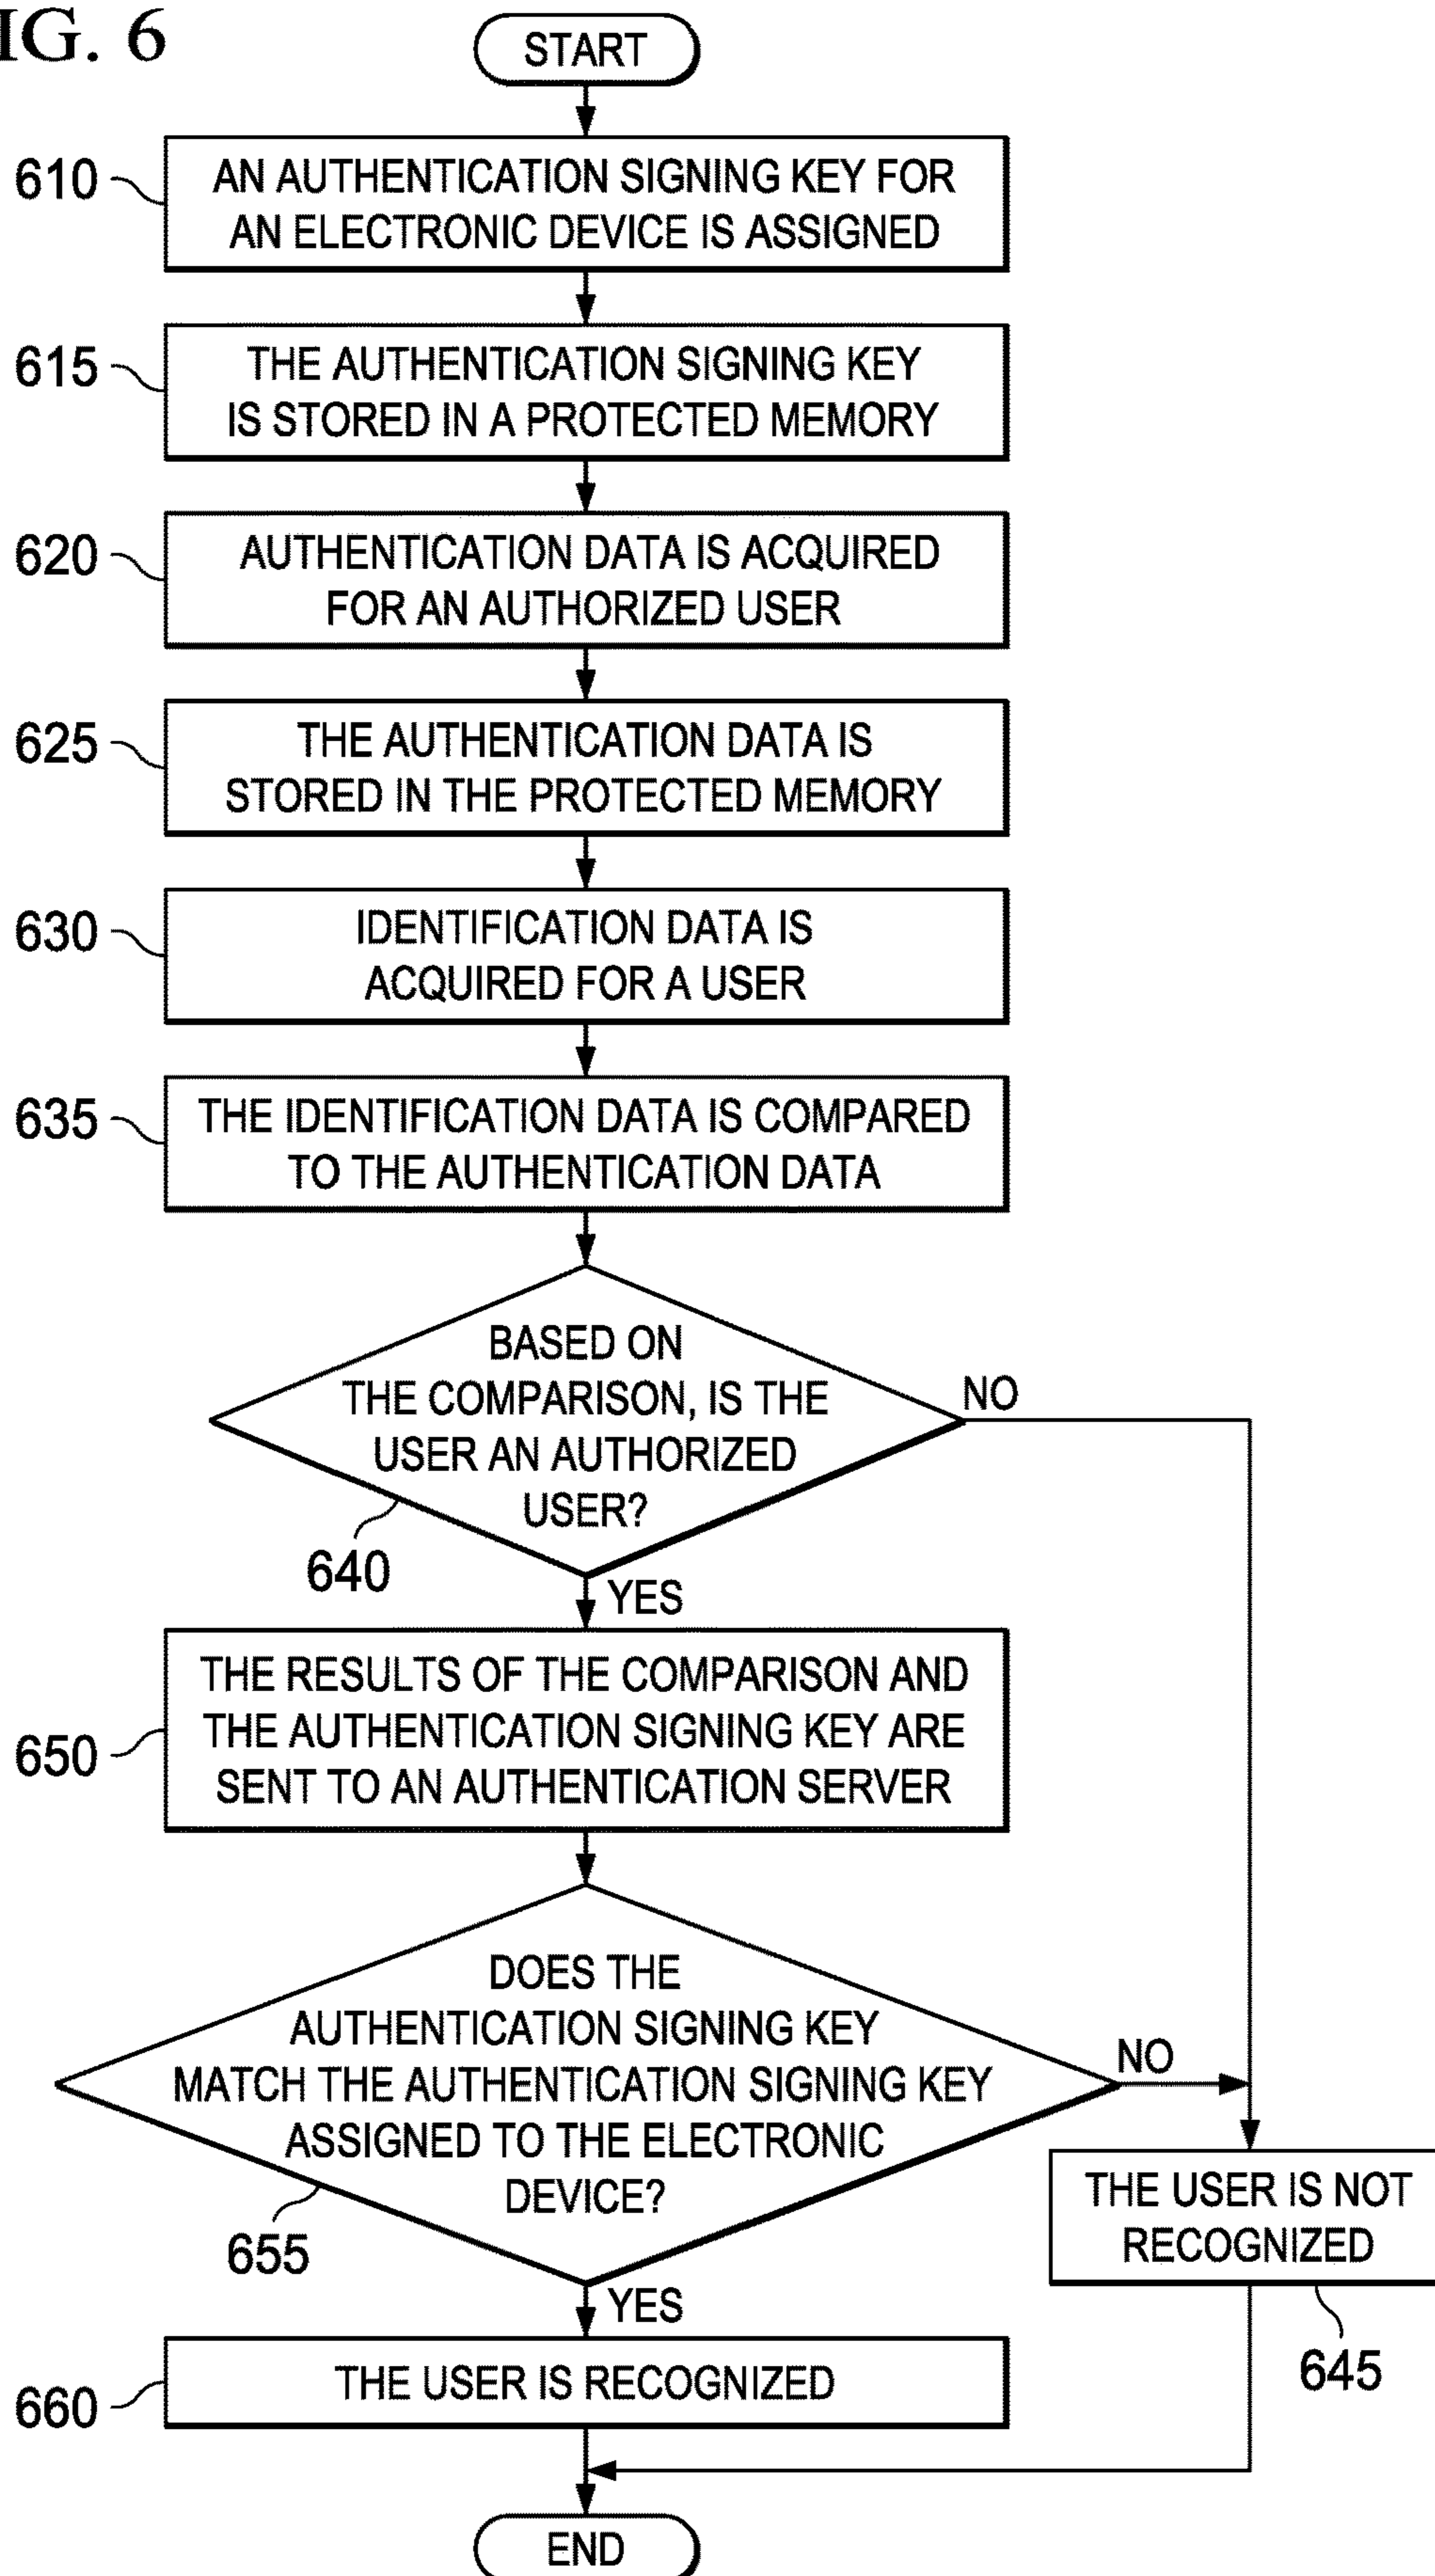 IG. 6
START
610
AN AUTHENTICATION SIGNING KEY FOR
AN ELECTRONIC DEVICE IS ASSIGNED
615
THE AUTHENTICATION SIGNING KEY
IS STORED IN A PROTECTED MEMORY
620
AUTHENTICATION DATA IS ACQUIRED
FOR AN AUTHORIZED USER
625
THE AUTHENTICATION DATA IS
STORED IN THE PROTECTED MEMORY
630
IDENTIFICATION DATA IS
ACQUIRED FOR A USER
635
THE IDENTIFICATION DATA IS COMPARED
TO THE AUTHENTICATION DATA
BASED ON
THE COMPARISON, IS THE
USER AN AUTHORIZED
USER?
NO
640
YES
650
THE RESULTS OF THE COMPARISON AND
THE AUTHENTICATION SIGNING KEY ARE
SENT TO AN AUTHENTICATION SERVER
DOES THE
AUTHENTICATION SIGNING KEY
MATCH THE AUTHENTICATION SIGNING KEY
ASSIGNED TO THE ELECTRONIC
DEVICE?
NO
655
YES
THE USER IS NOT
RECOGNIZED
645
660
THE USER IS RECOGNIZED
END